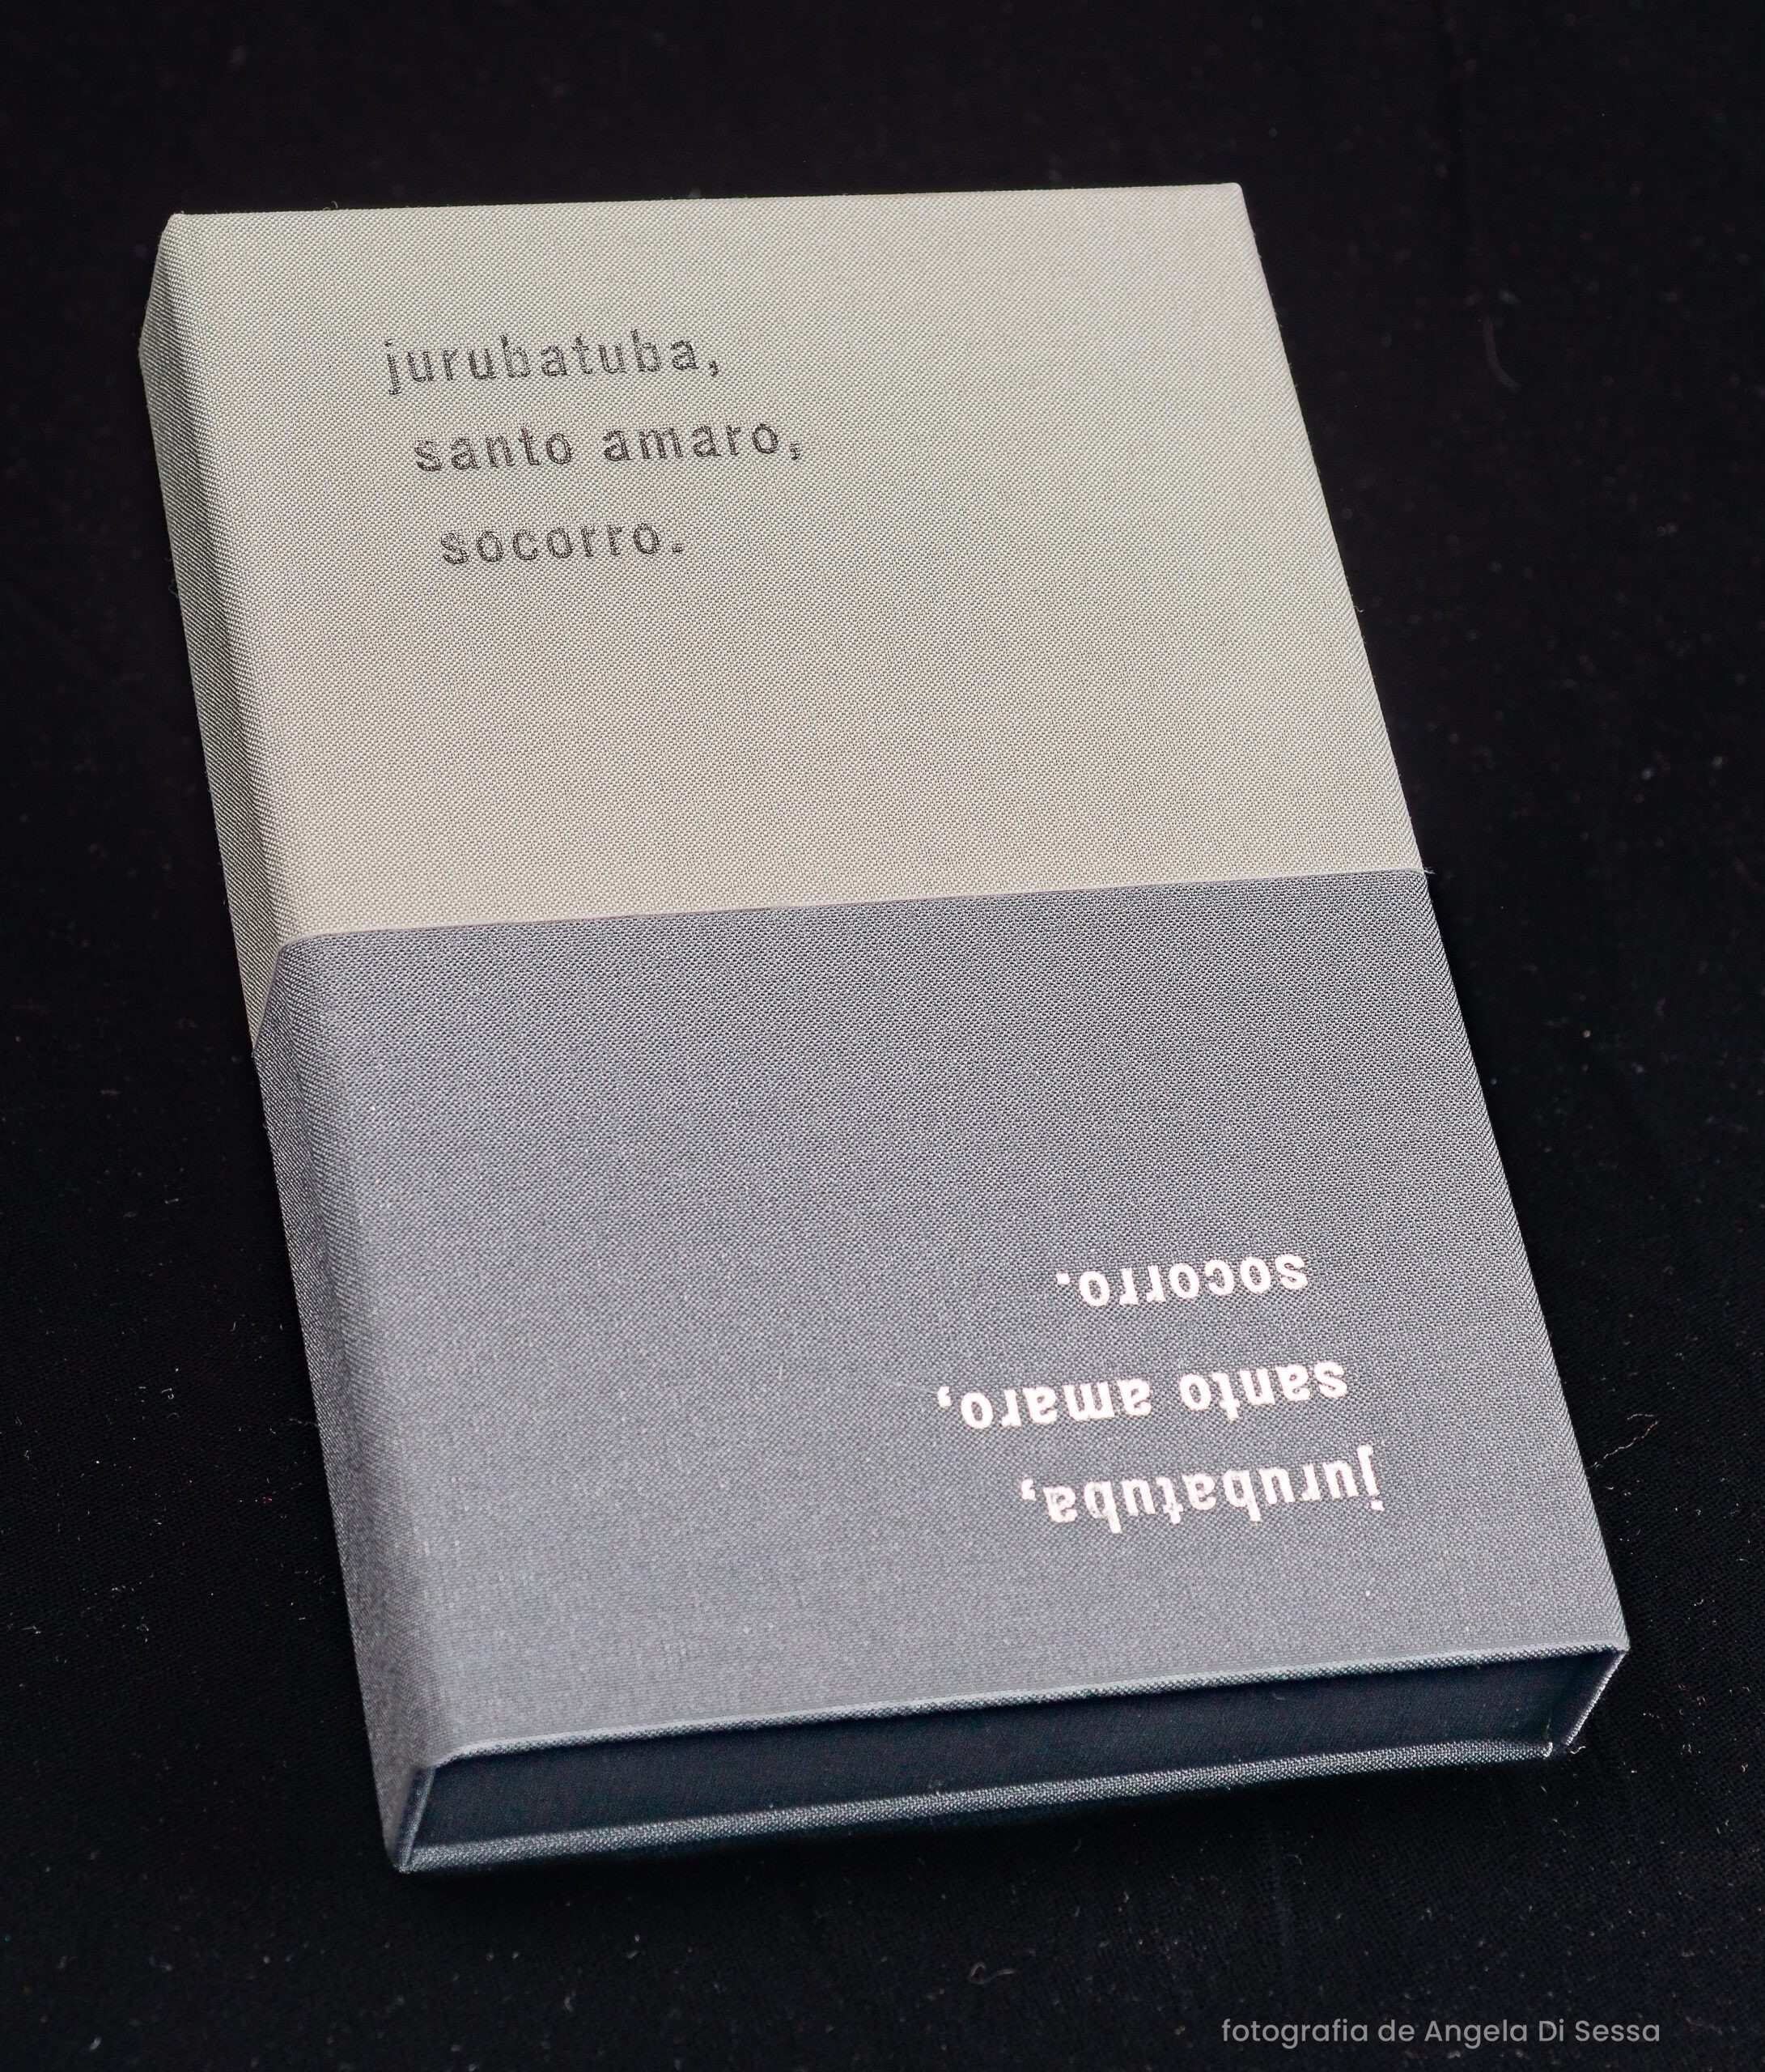 jurubatuba,
santo amaro,
socorro.
jurubatuba,
santo amaro,
socorro.
fotografia de Angela Di Sessa